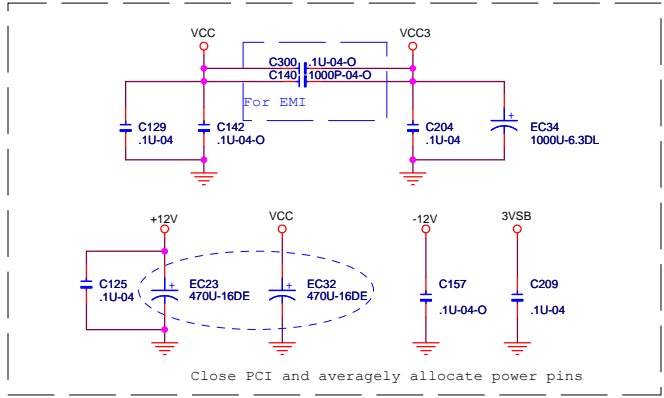 VCC
VCC3
C300
.1U-04-O
C140
1000P-04-O
For EMI
C129
.1U-04
C142
.1U-04-O
C204
.1U-04
+
EC34
1000U-6.3DL
+12V
VCC
-12V
3VSB
C125
.1U-04
+
EC23
470U-16DE
+
EC32
470U-16DE
C157
.1U-04-O
C209
.1U-04
Close PCI and averagely allocate power pins